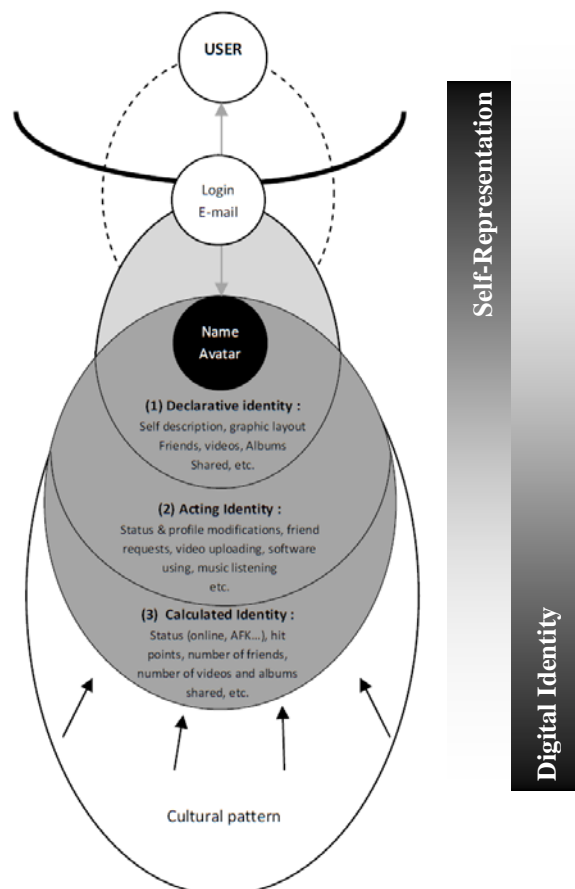 USER
Login
E-mail
Name
Avatar
(1) Declarative identity :
Self description, graphic layout
Friends, videos, Albums
Shared, etc.
(2) Acting Identity :
Status & profile modifications, friend
requests, video uploading, software
using, music listening
etc.
(3) Calculated Identity :
Status (online, AFK...), hit
points, number of friends,
number of videos and albums
shared, etc.
Cultural pattern
Self-Representation
Digital Identity